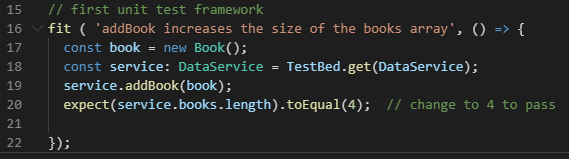 15 // first unit test framework
16 fit ( 'addBook increases the size of the books array', () => {
17 const book = new Book();
18 const service: DataService = TestBed.get(DataService);
19 service.addBook(book);
20 expect(service.books.length).toEqual(4);  // change to 4 to pass
21
22 });